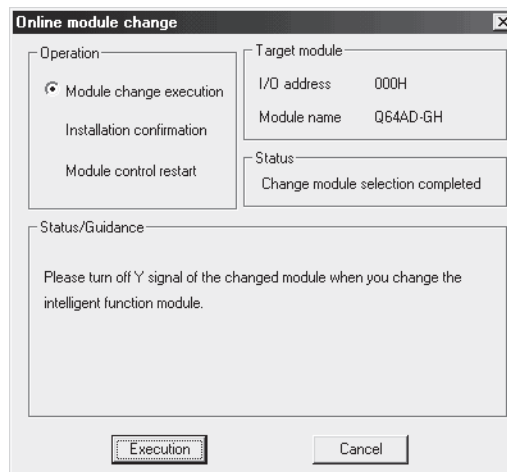 Online module change
Operation
Module change execution
Installation confirmation
Module control restart
Target module
I/O address 000H
Module name Q64AD-GH
Status
Change module selection completed
Status/Guidance
Please turn off Y signal of the changed module when you change the
intelligent function module.
Execution Cancel